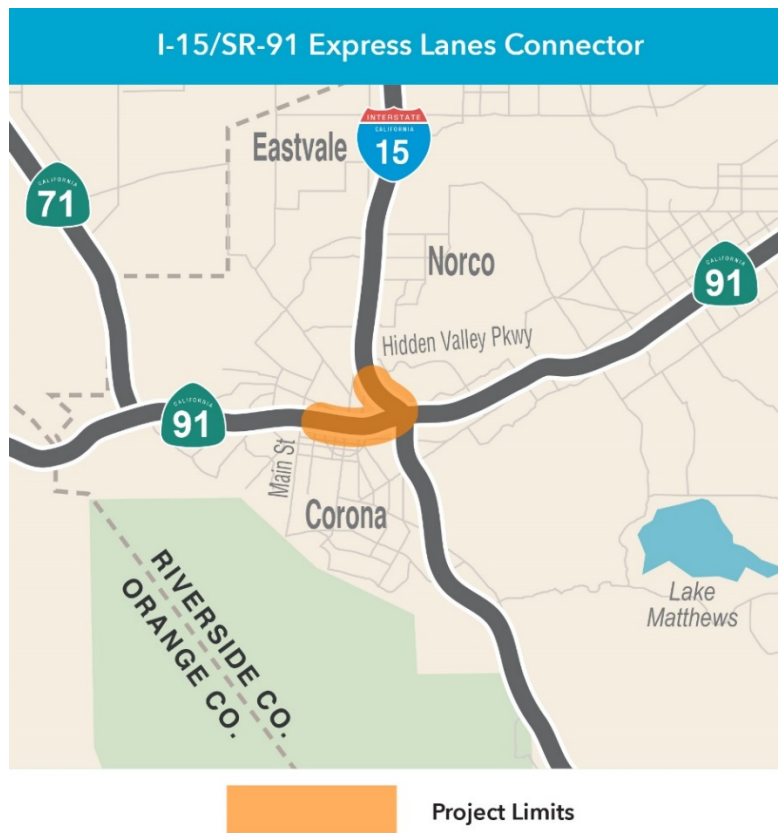 I-15/SR-91 Express Lanes Connector
INTERSTATE
CALIFORNIA
15
Eastvale
CALIFORNIA
71
Norco
CALIFORNIA
91
Hidden Valley Pkwy
CALIFORNIA
91
Main St
Corona
RIVERSIDE CO.
ORANGE CO.
Lake
Matthews
Project Limits